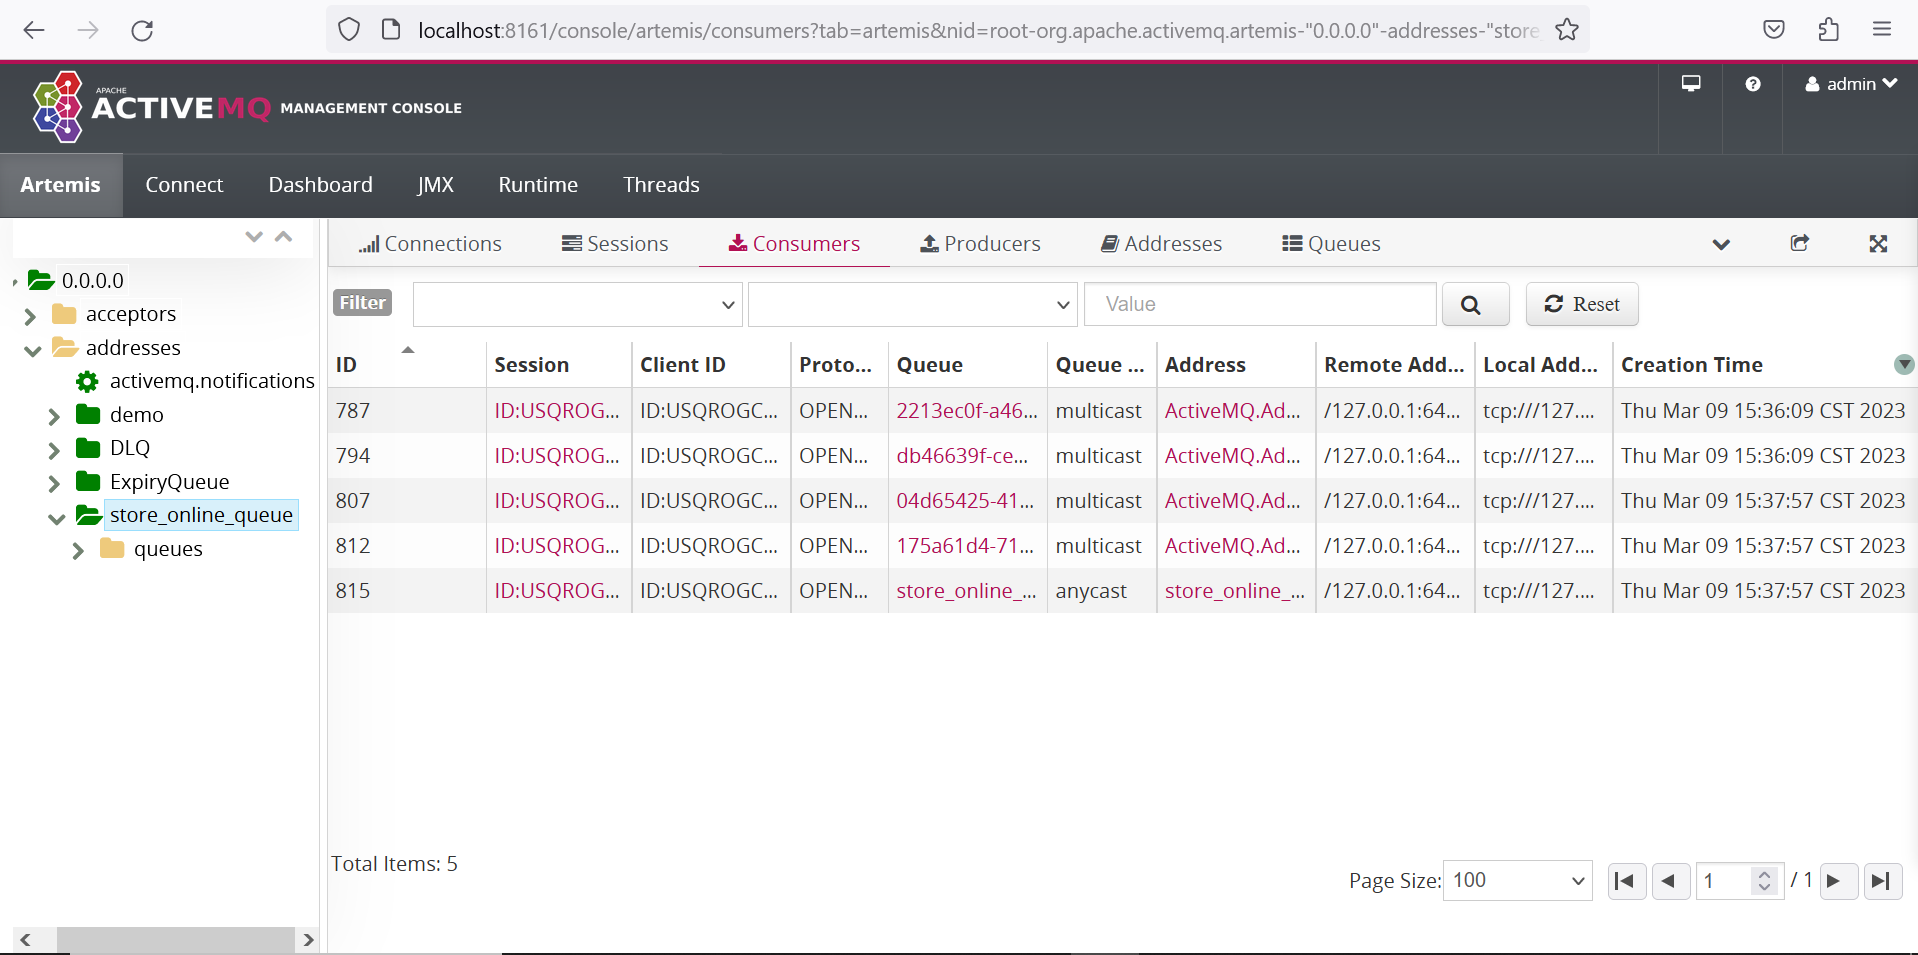 localhost:8161/console/artemis/consumers?tab=artemis&nid=root-org.apache.activemq.artemis-"0.0.0.0"-addresses-"store_
APACHE
ACTIVEMQ MANAGEMENT CONSOLE
admin
Artemis Connect Dashboard JMX Runtime Threads
Connections Sessions Consumers Producers Addresses Queues
0.0.0.0
acceptors
addresses
activemq.notifications
demo
DLQ
ExpiryQueue
store_online_queue
queues
Filter Value Reset
ID Session Client ID Proto... Queue Queue ... Address Remote Add... Local Add... Creation Time
787 ID:USQROG... ID:USQROGC... OPEN... 2213ec0f-a46... multicast ActiveMQ.Ad... /127.0.0.1:64... tcp:///127.... Thu Mar 09 15:36:09 CST 2023
794 ID:USQROG... ID:USQROGC... OPEN... db46639f-ce... multicast ActiveMQ.Ad... /127.0.0.1:64... tcp:///127.... Thu Mar 09 15:36:09 CST 2023
807 ID:USQROG... ID:USQROGC... OPEN... 04d65425-41... multicast ActiveMQ.Ad... /127.0.0.1:64... tcp:///127.... Thu Mar 09 15:37:57 CST 2023
812 ID:USQROG... ID:USQROGC... OPEN... 175a61d4-71... multicast ActiveMQ.Ad... /127.0.0.1:64... tcp:///127.... Thu Mar 09 15:37:57 CST 2023
815 ID:USQROG... ID:USQROGC... OPEN... store_online_... anycast store_online_... /127.0.0.1:64... tcp:///127.... Thu Mar 09 15:37:57 CST 2023
Total Items: 5
Page Size: 100 1 / 1